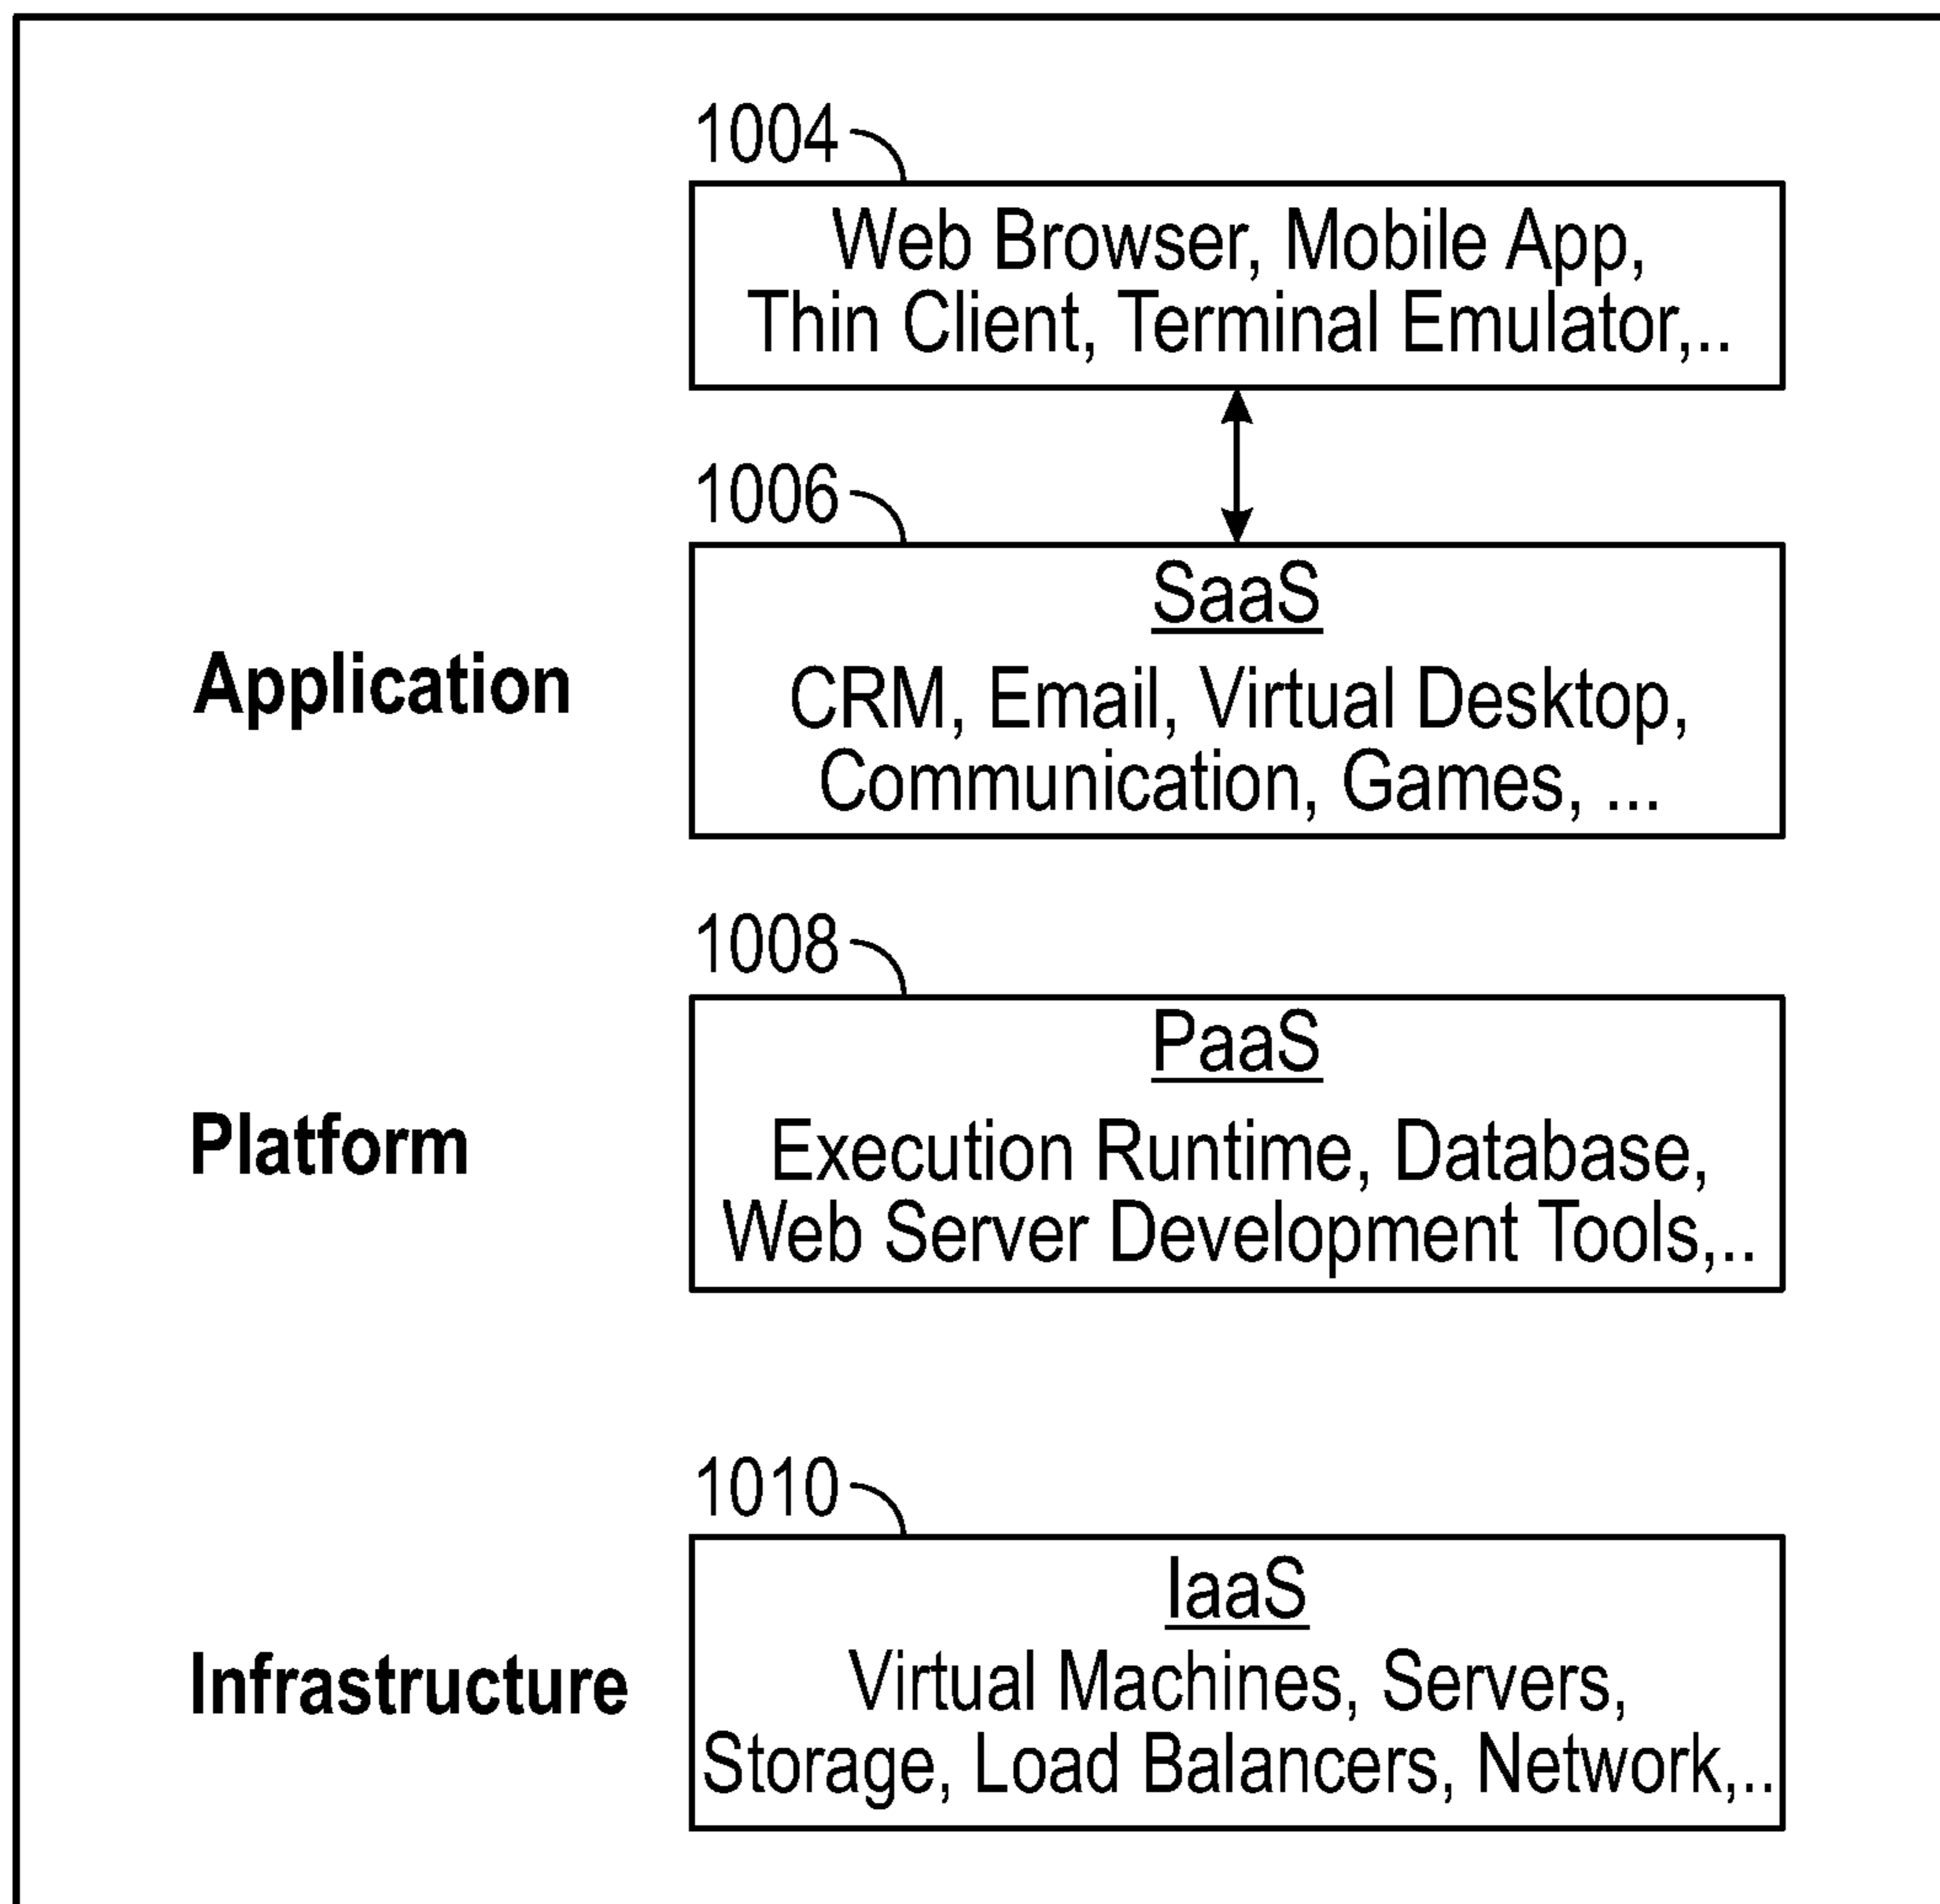 1004
Web Browser, Mobile App,
Thin Client, Terminal Emulator,..
1006
SaaS
Application
CRM, Email, Virtual Desktop,
Communication, Games, ...
1008
PaaS
Platform
Execution Runtime, Database,
Web Server Development Tools,..
1010
IaaS
Infrastructure
Virtual Machines, Servers,
Storage, Load Balancers, Network,..